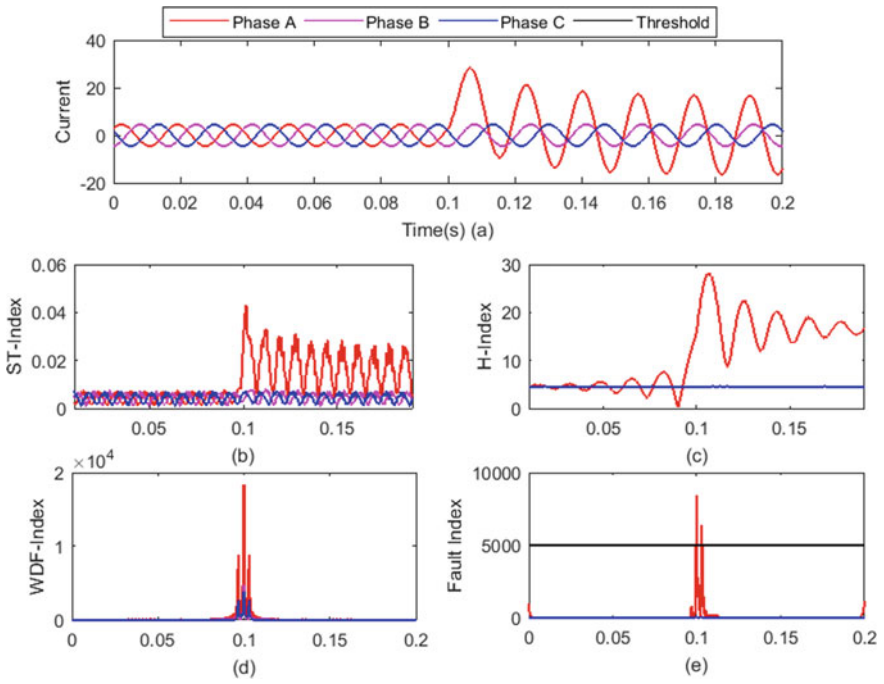 Phase A Phase B Phase C Threshold
40
20
0
-20
Current
0 0.02 0.04 0.06 0.08 0.1 0.12 0.14 0.16 0.18 0.2
Time(s) (a)
0.06
0.04
0.02
0
ST-Index
0.05 0.1 0.15
(b)
30
20
10
0
H-Index
0.05 0.1 0.15
(c)
×10⁴
2
1
0
WDF-Index
0 0.05 0.1 0.15 0.2
(d)
10000
5000
0
Fault Index
0 0.05 0.1 0.15 0.2
(e)